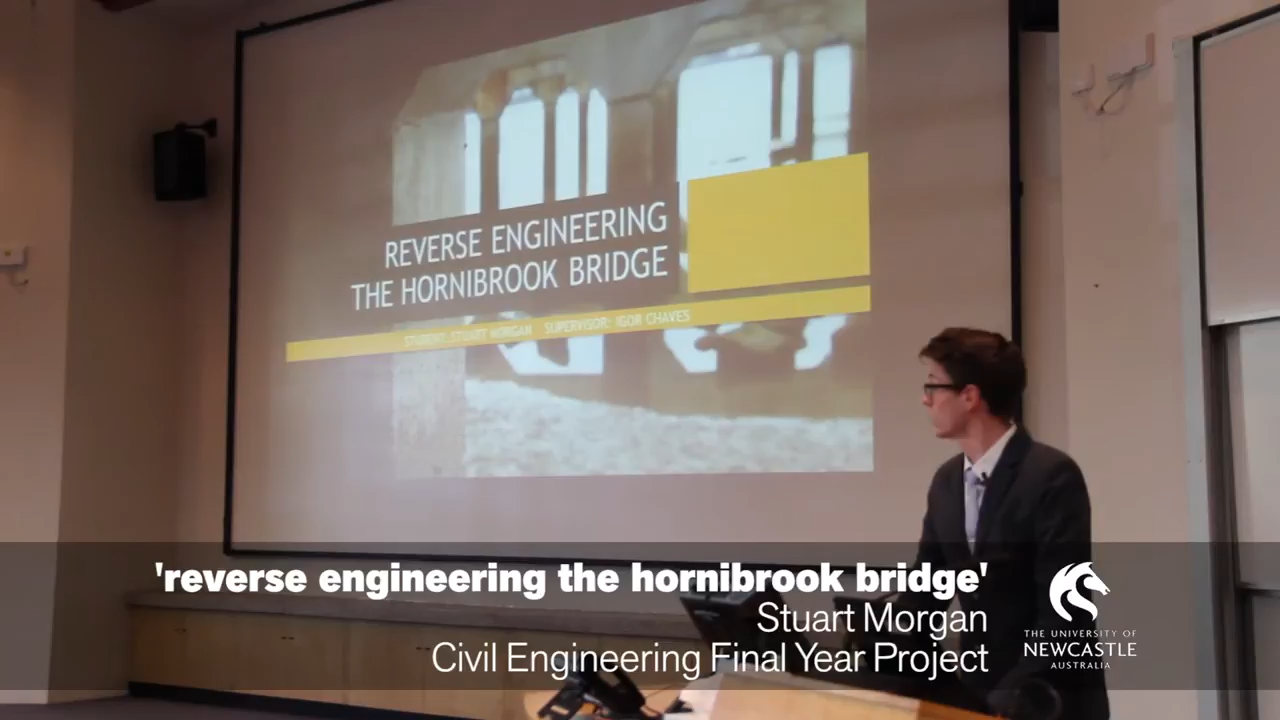 REVERSE ENGINEERING
THE HORNIBROOK BRIDGE
STUDENT: STUART MORGAN SUPERVISOR: IGOR CHAVES
'reverse engineering the hornibrook bridge'
Stuart Morgan
Civil Engineering Final Year Project
THE UNIVERSITY OF
NEWCASTLE
AUSTRALIA